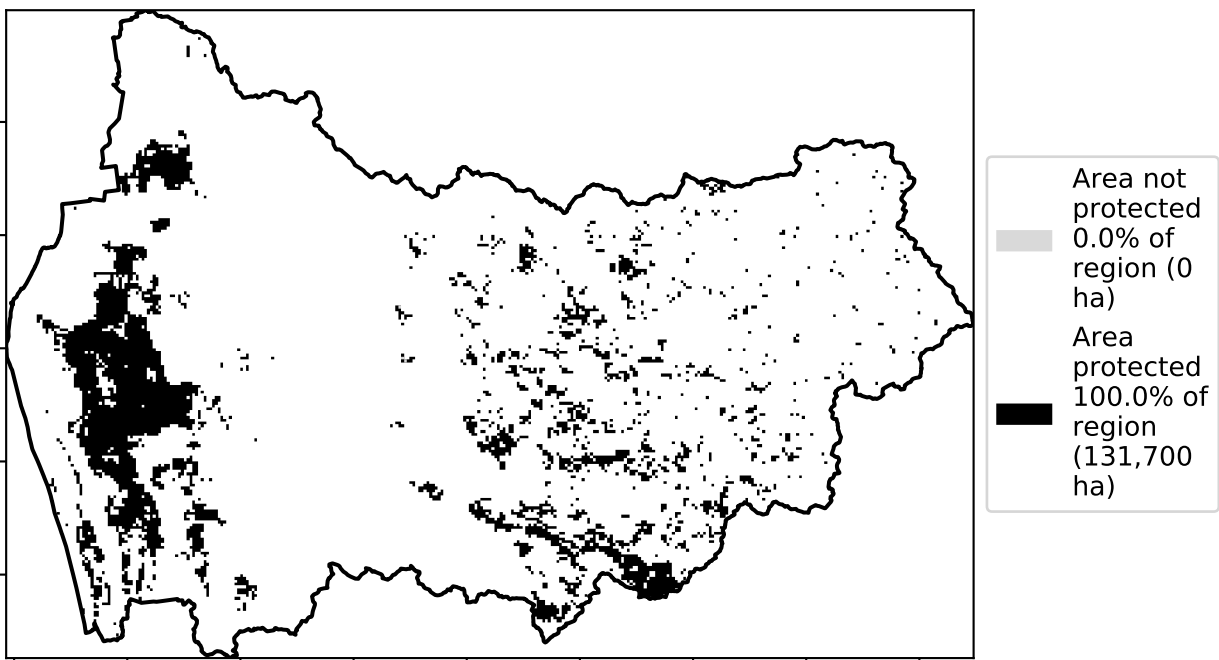 Area not
protected
0.0% of
region (0
ha)
Area
protected
100.0% of
region
(131,700
ha)